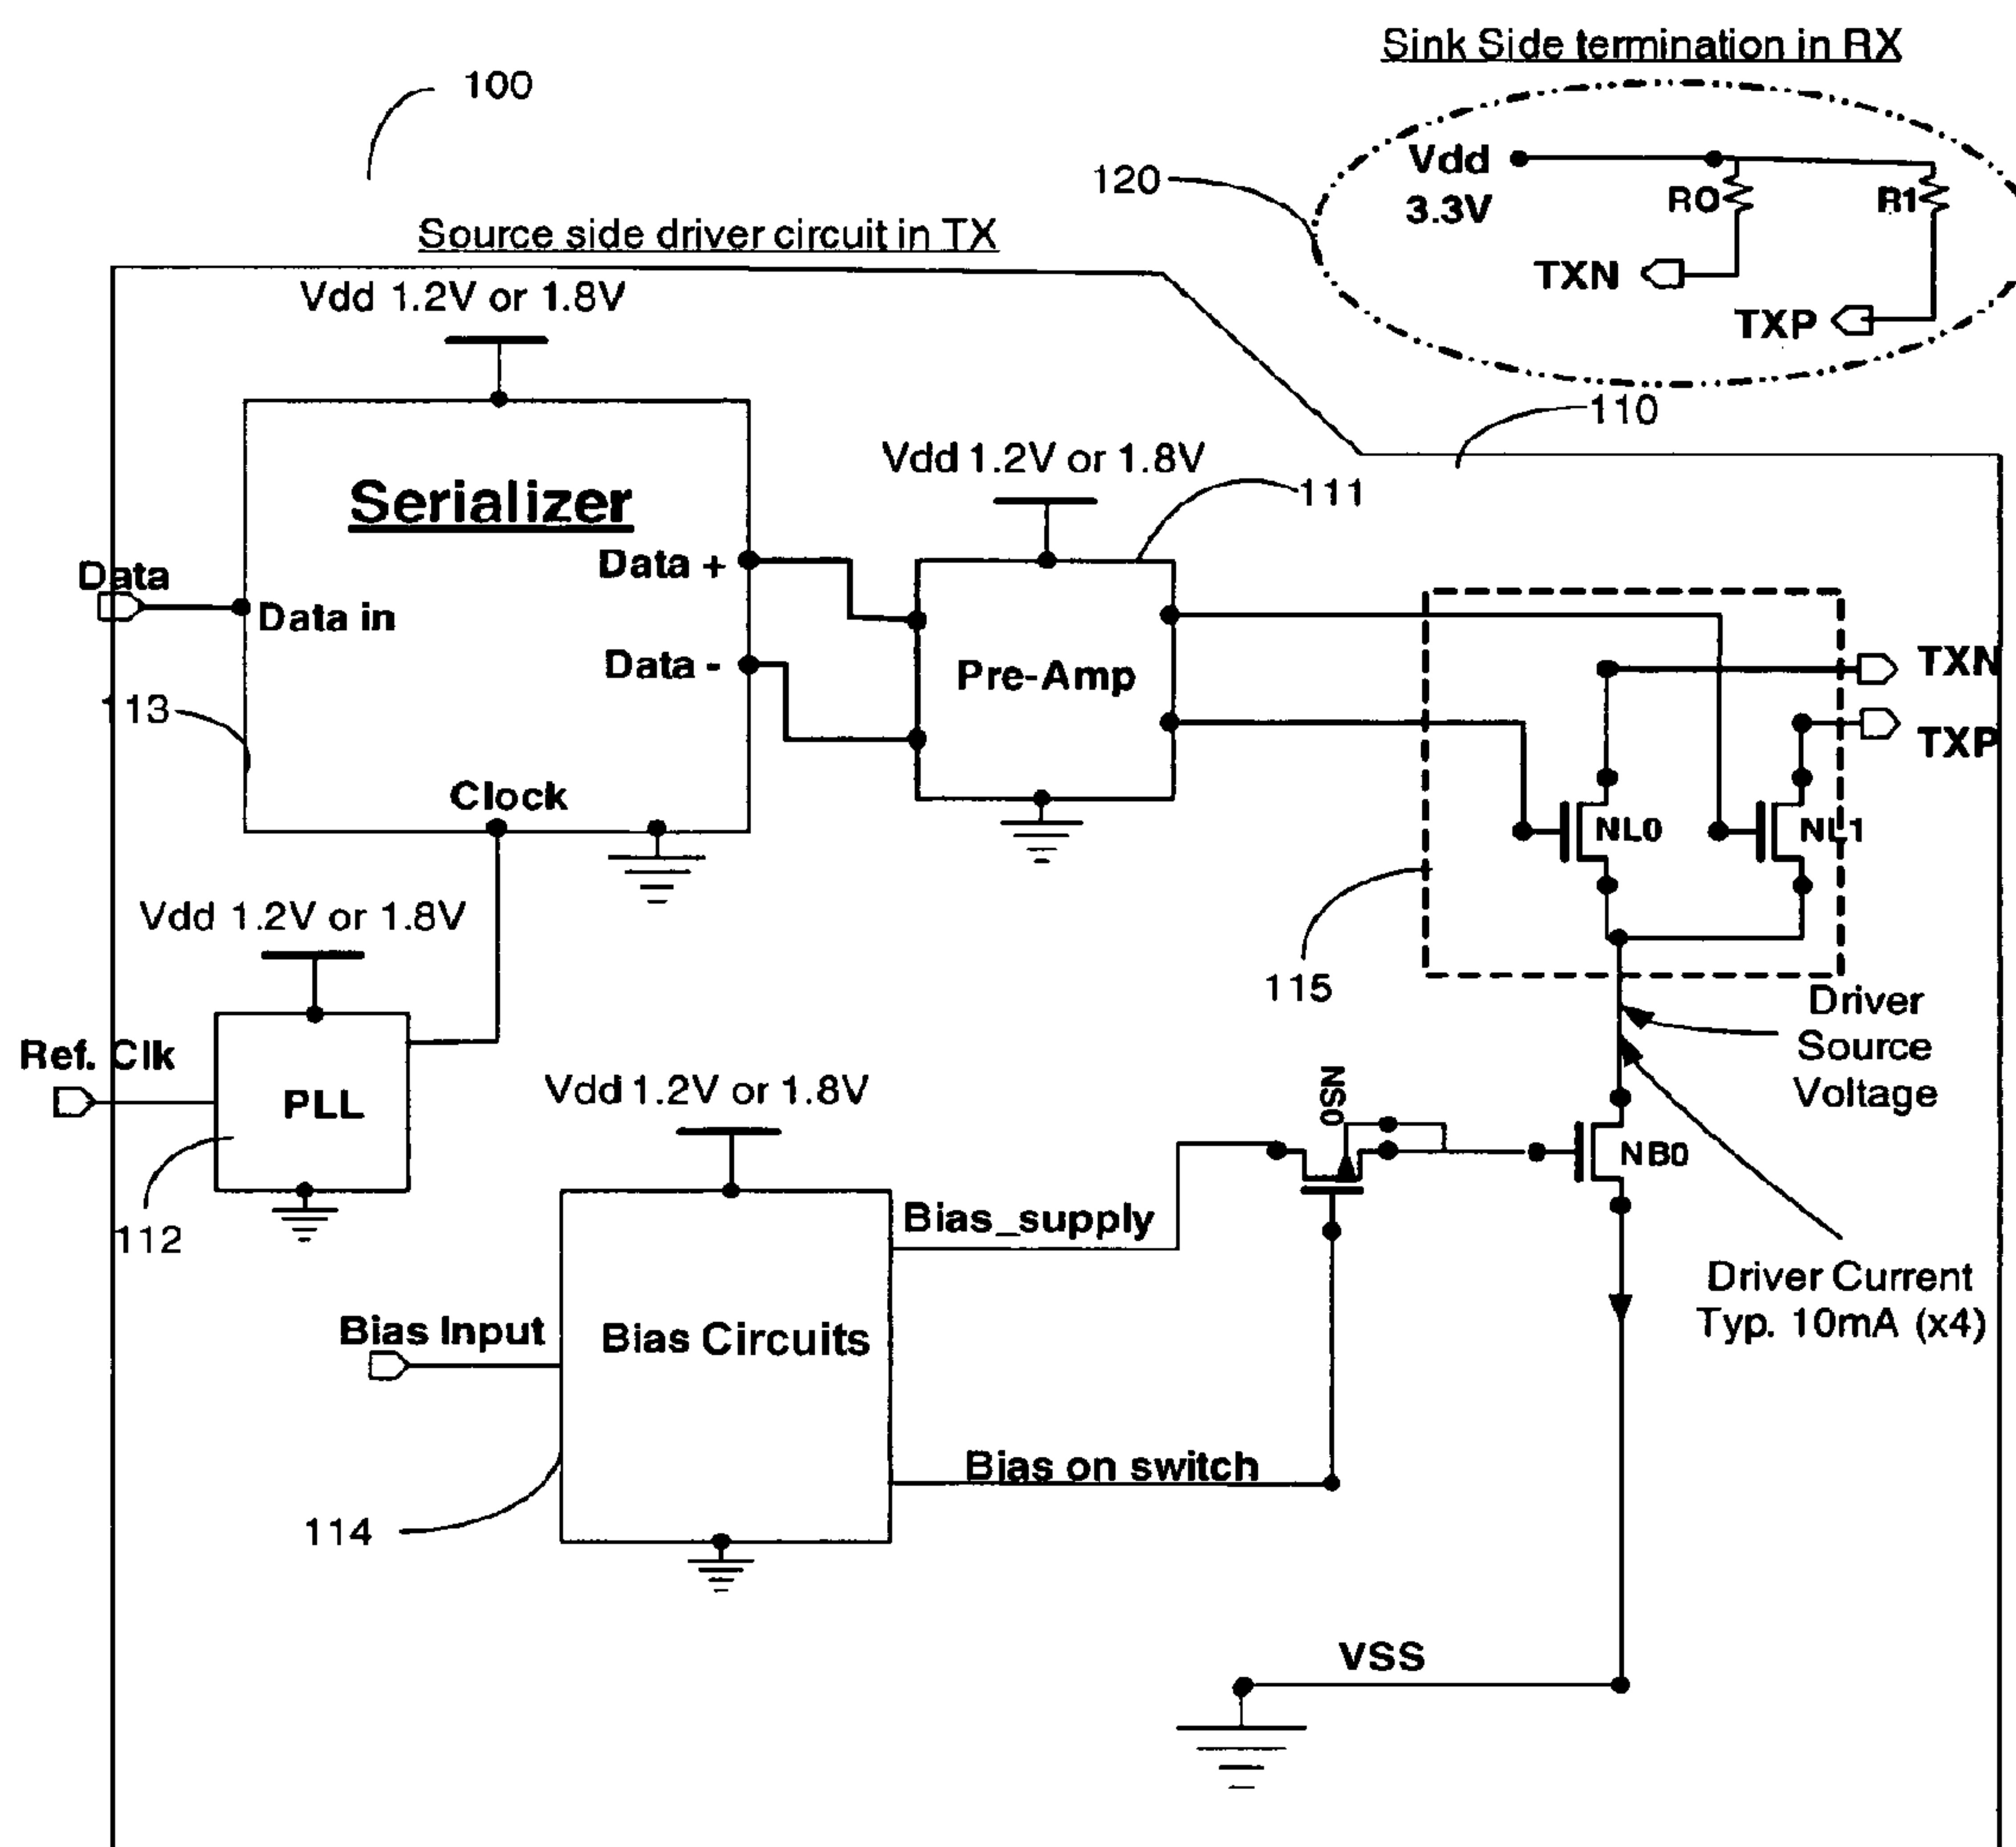 Sink Side termination in RX
100
120
Vdd
3.3V
R0
R1
TXN
TXP
Source side driver circuit in TX
Vdd 1.2V or 1.8V
110
Vdd 1.2V or 1.8V
111
Serializer
Data +
Data
Data in
Data -
Pre-Amp
TXN
TXP
113
Clock
NL0
NL1
Vdd 1.2V or 1.8V
115
Driver
Source
Voltage
Ref. Clk
PLL
Vdd 1.2V or 1.8V
NS0
NB0
112
Bias_supply
Driver Current
Typ. 10mA (x4)
Bias Input
Bias Circuits
Bias on switch
114
VSS